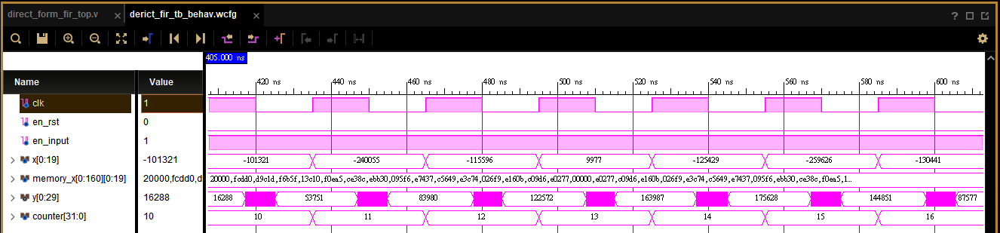 direct_form_fir_top.v × derict_fir_tb_behav.wcfg × ?
405.000 ns
420 ns 440 ns 460 ns 480 ns 500 ns 520 ns 540 ns 560 ns 580 ns 600 ns
Name Value
clk 1
en_rst 0
en_input 1
x[0:19] -101321 -101321 -240055 -115596 9977 -125429 -259626 -130441
memory_x[0:160][0:19] 20000,fcdd0,d 20000,fcdd0,d9c1d,f6b5f,13c10,f0ea5,ce38c,ebb30,095f6,e7437,c5649,e3c74,026f9,e160b,c09d6,e0277,00000,e0277,c09d6,e160b,026f9,e3c74,c5649,e7437,095f6,ebb30,ce38c,f0ea5,1...
y[0:29] 16288 16288 53751 83980 122572 163987 175628 144851 87577
counter[31:0] 10 10 11 12 13 14 15 16